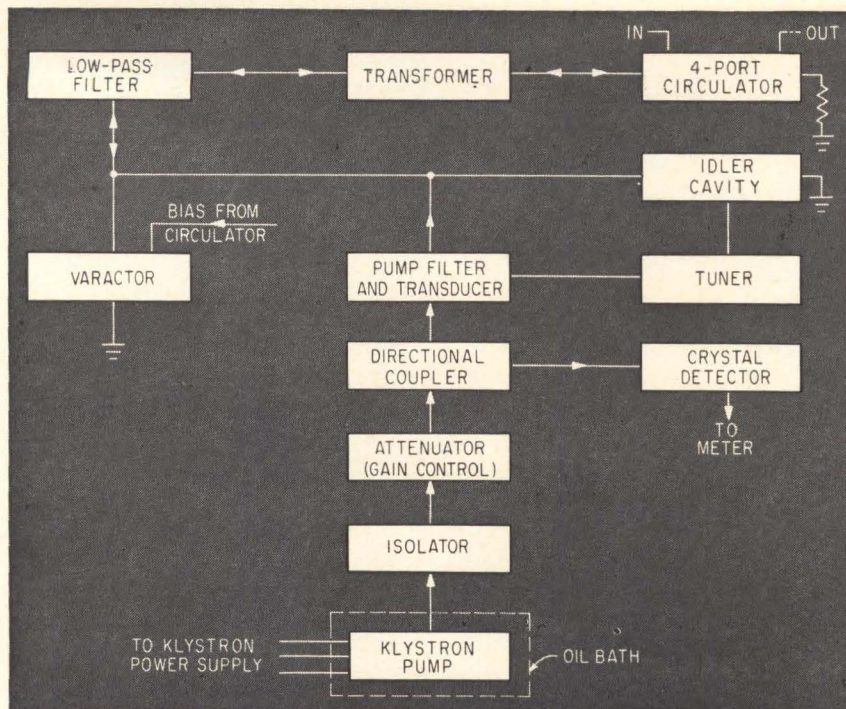 IN
OUT
LOW-PASS
FILTER
TRANSFORMER
4-PORT
CIRCULATOR
IDLER
CAVITY
BIAS FROM
CIRCULATOR
VARACTOR
PUMP FILTER
AND TRANSDUCER
TUNER
DIRECTIONAL
COUPLER
CRYSTAL
DETECTOR
TO
METER
ATTENUATOR
(GAIN CONTROL)
ISOLATOR
TO KLYSTRON
POWER SUPPLY
KLYSTRON
PUMP
OIL BATH